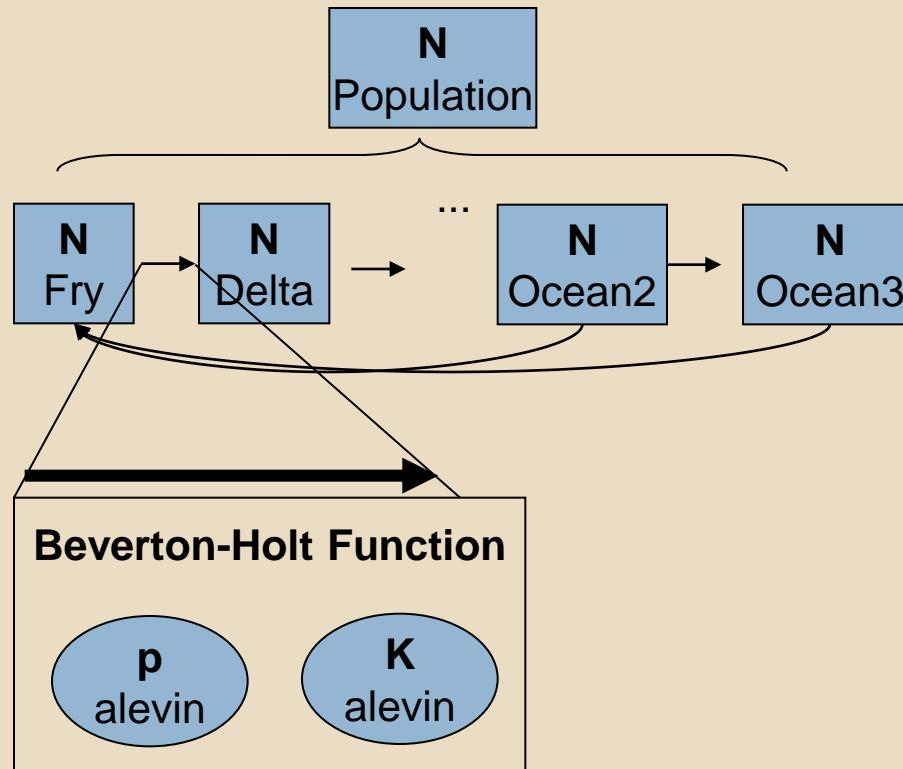 N
Population
...
N
Fry
N
Delta
N
Ocean2
N
Ocean3
Beverton-Holt Function
p
alevin
K
alevin